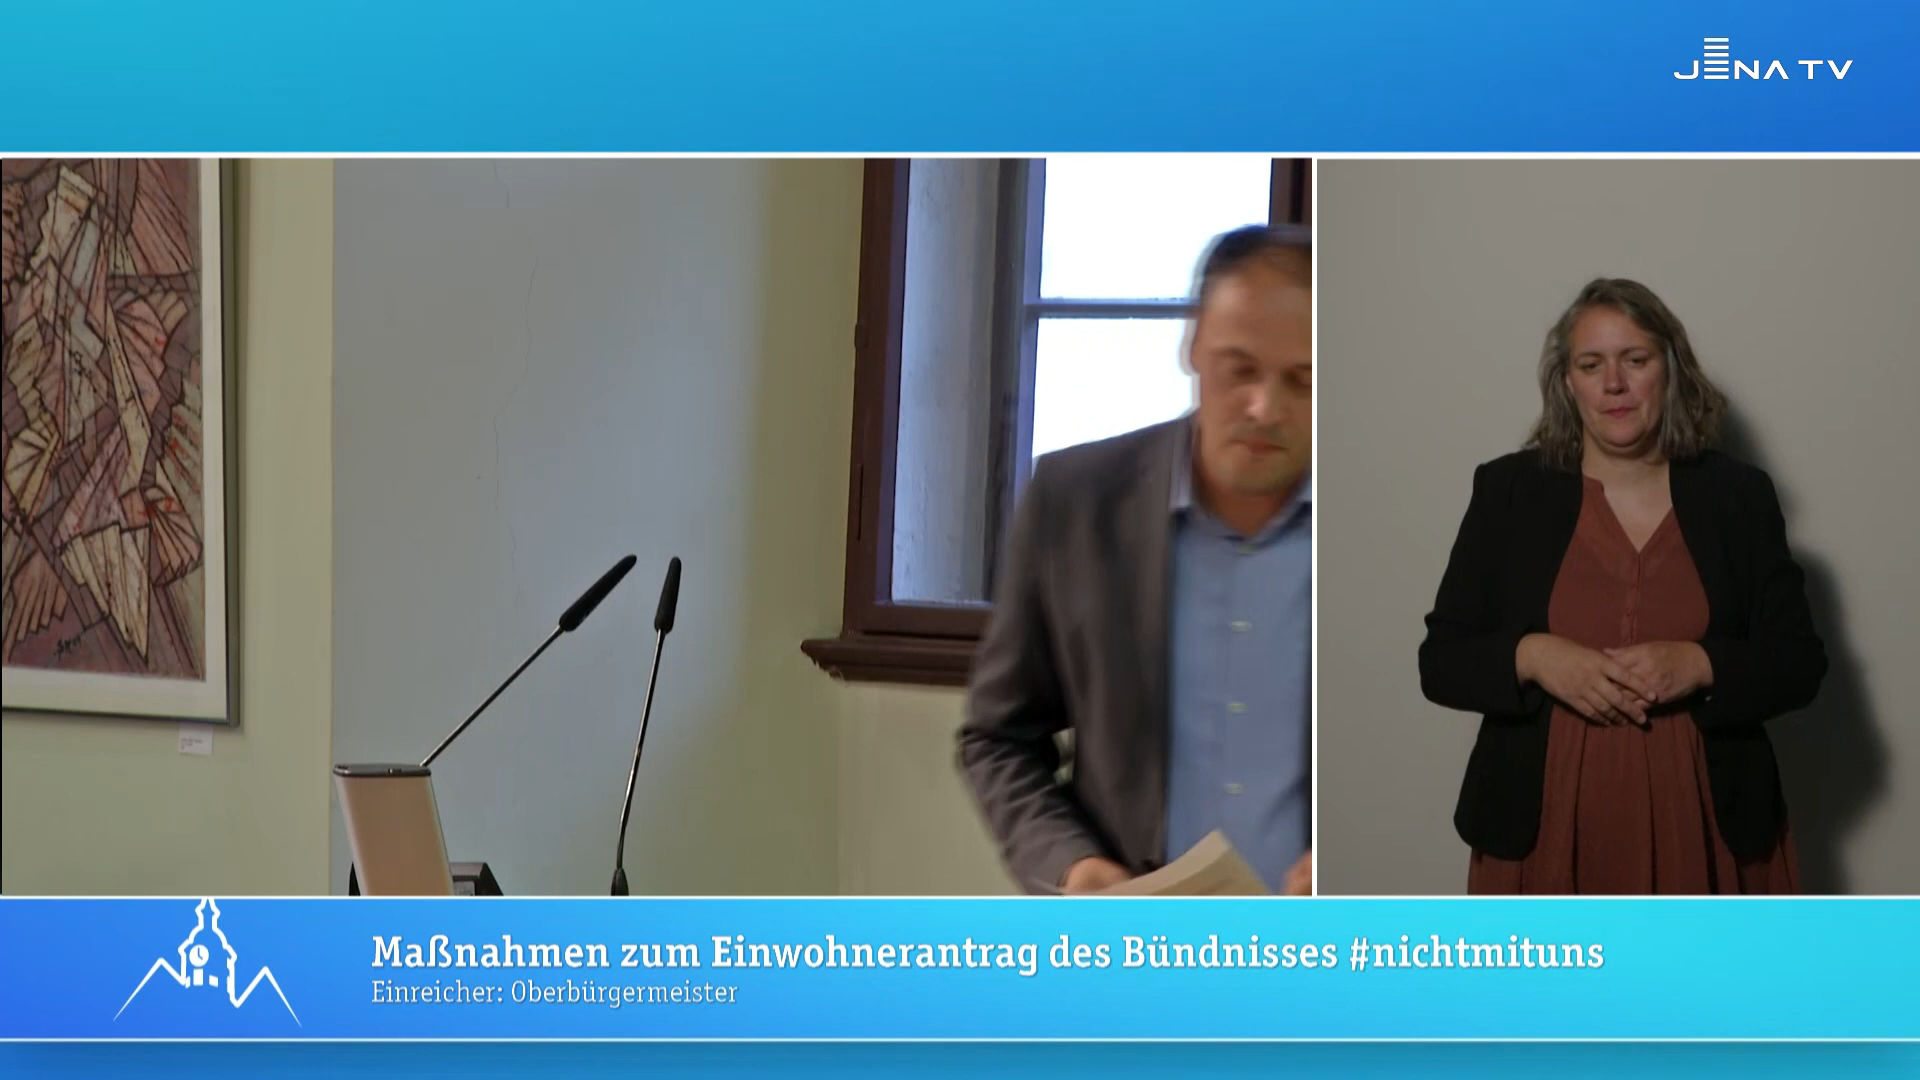 JENA TV
Maßnahmen zum Einwohnerantrag des Bündnisses #nichtmituns
Einreicher: Oberbürgermeister